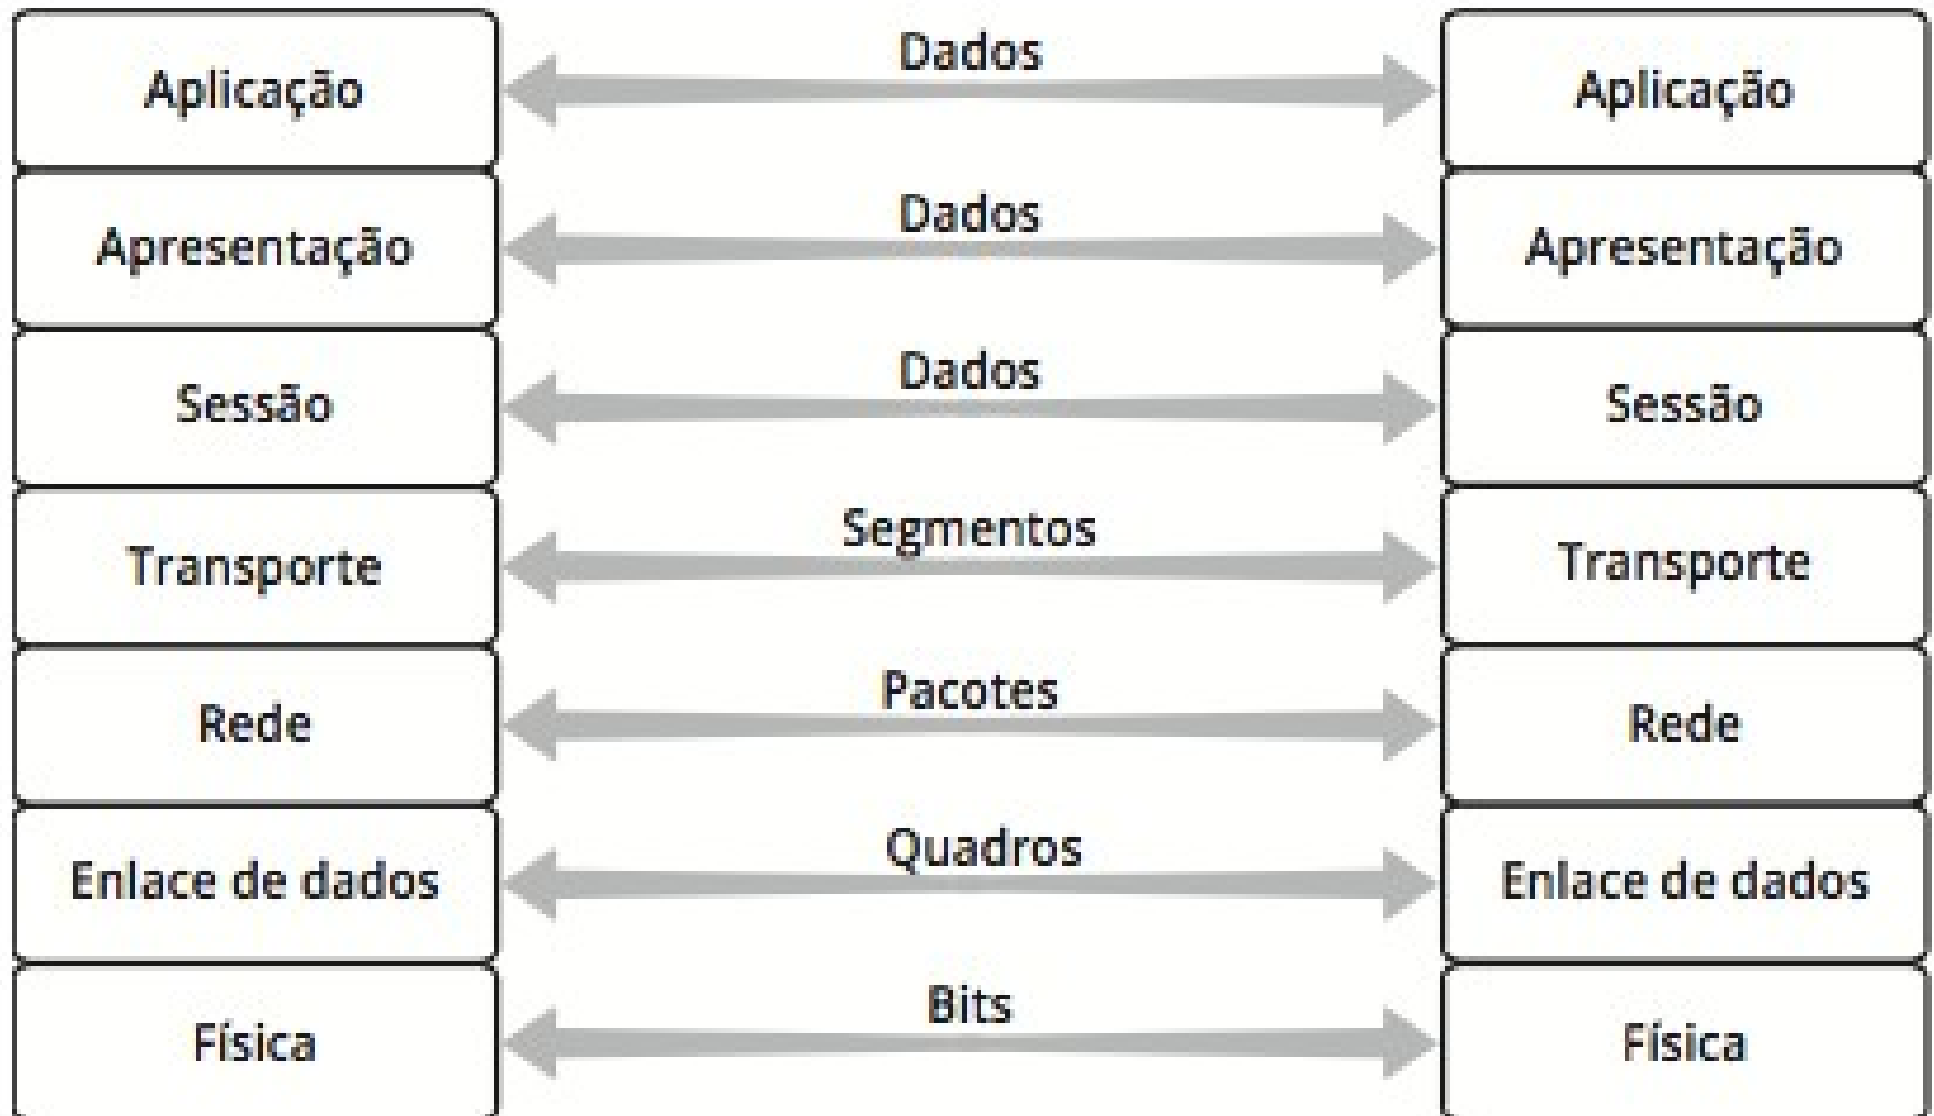 Aplicação
Dados
Aplicação
Apresentação
Dados
Apresentação
Sessão
Dados
Sessão
Transporte
Segmentos
Transporte
Rede
Pacotes
Rede
Enlace de dados
Quadros
Enlace de dados
Física
Bits
Física